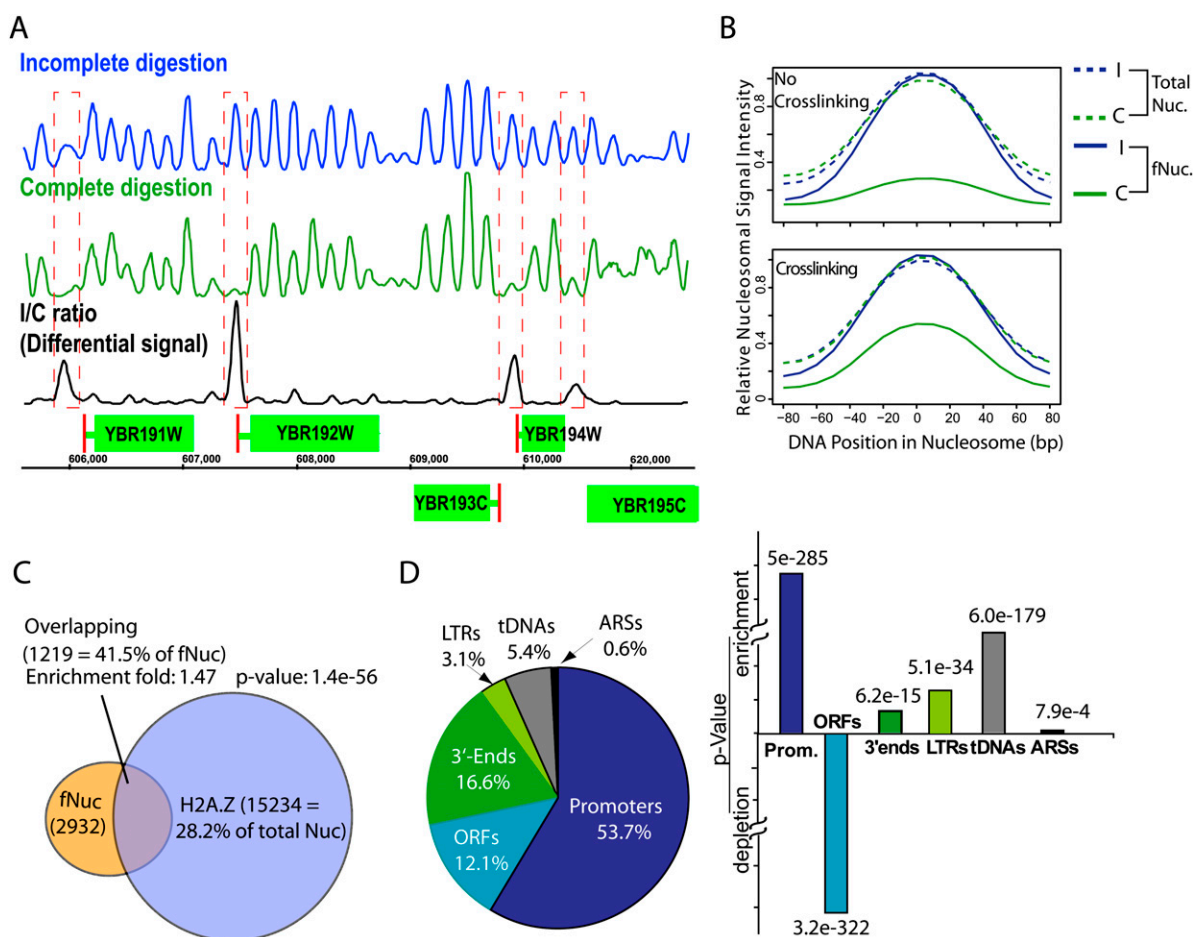 A
Incomplete digestion
Complete digestion
I/C ratio
(Differential signal)
YBR191W
YBR192W
YBR194W
606,000
607,000
608,000
609,000
610,000
620,000
YBR193C
YBR195C
B
Relative Nucleosomal Signal Intensity
No
Crosslinking
0.8
0.4
Crosslinking
0.8
0.4
0
−80
−60
−40
−20
0
20
40
60
80
DNA Position in Nucleosome (bp)
I
C
Total
Nuc.
I
C
fNuc.
C
Overlapping
(1219 = 41.5% of fNuc)
Enrichment fold: 1.47
p-value: 1.4e-56
fNuc
(2932)
H2A.Z (15234 =
28.2% of total Nuc)
D
LTRs
3.1%
tDNAs
5.4%
ARSs
0.6%
3'-Ends
16.6%
ORFs
12.1%
Promoters
53.7%
p-Value
enrichment
depletion
5e-285
6.0e-179
5.1e-34
6.2e-15
7.9e-4
ORFs
Prom.
3'ends
LTRs
tDNAs
ARSs
3.2e-322